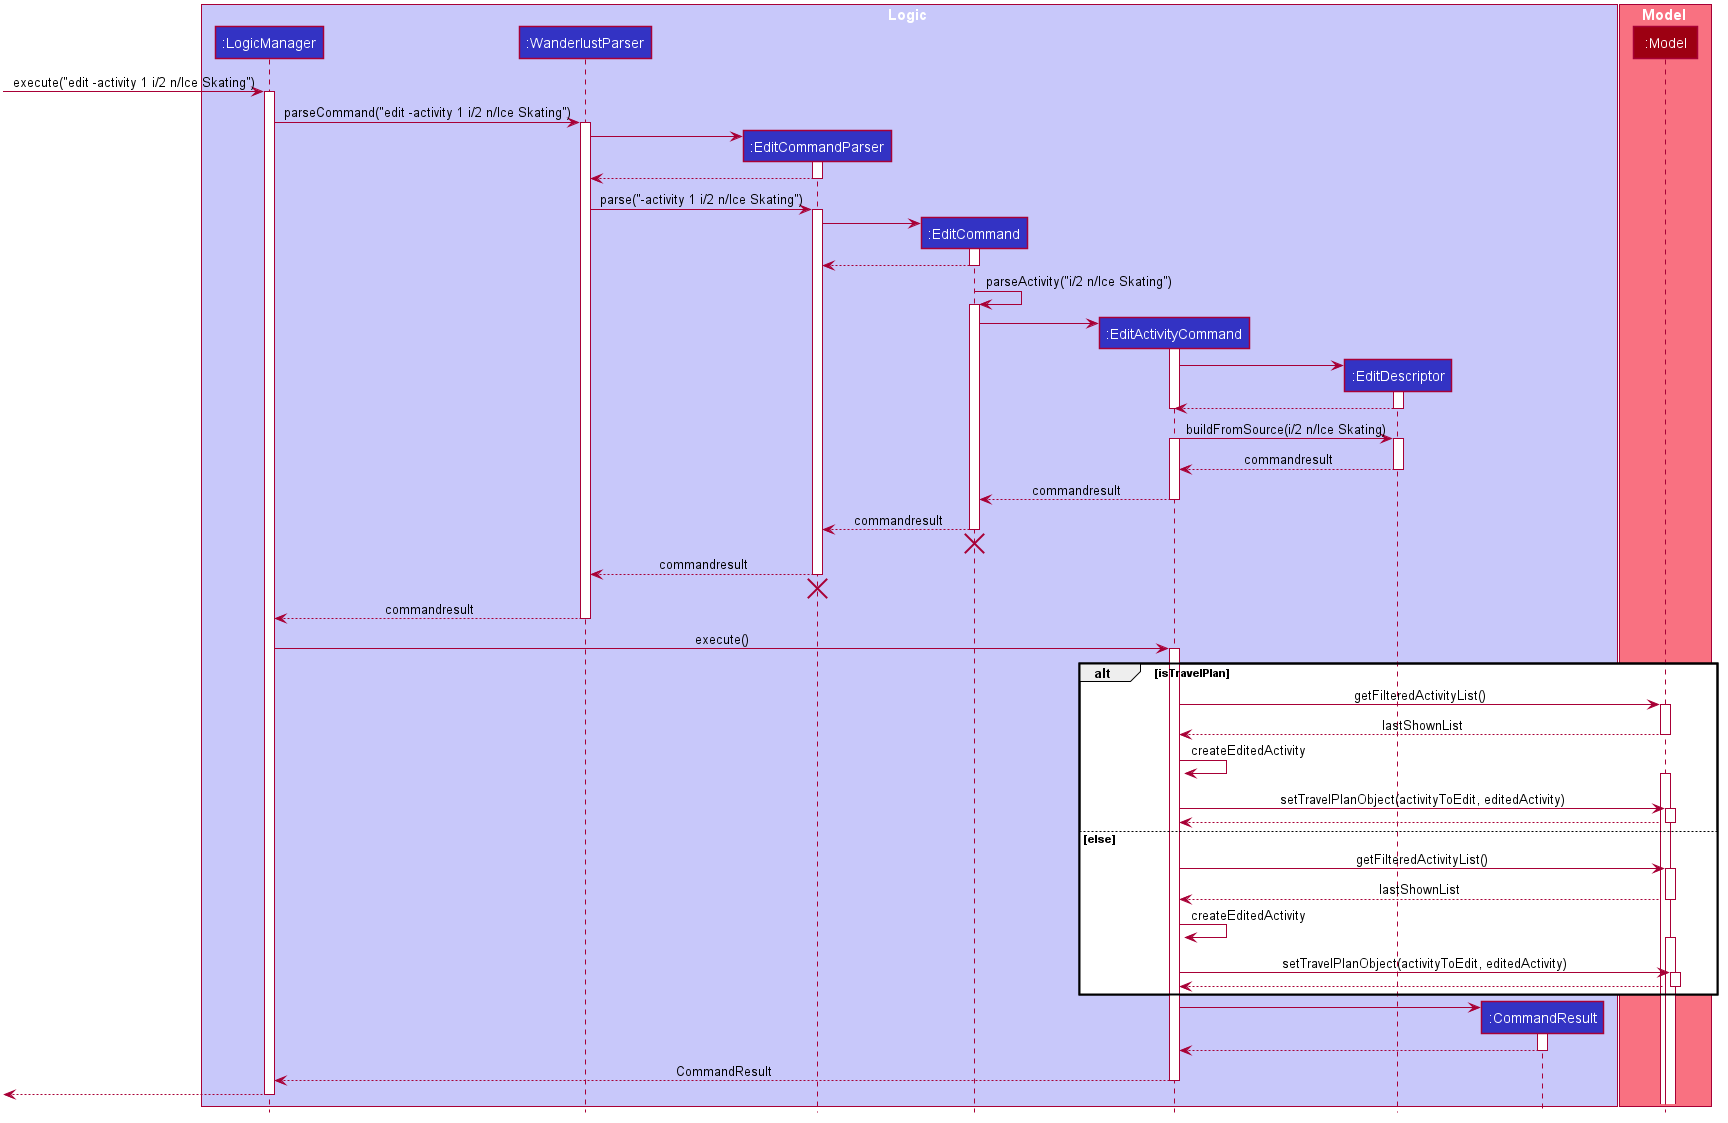 Logic
Model
:LogicManager
:WanderlustParser
:Model
execute("edit -activity 1 i/2 n/Ice Skating")
parseCommand("edit -activity 1 i/2 n/Ice Skating")
:EditCommandParser
parse("-activity 1 i/2 n/Ice Skating")
:EditCommand
parseActivity("i/2 n/Ice Skating")
:EditActivityCommand
:EditDescriptor
buildFromSource(i/2 n/Ice Skating)
commandresult
commandresult
commandresult
commandresult
commandresult
execute()
alt
[isTravelPlan]
getFilteredActivityList()
lastShownList
createEditedActivity
setTravelPlanObject(activityToEdit, editedActivity)
[else]
getFilteredActivityList()
lastShownList
createEditedActivity
setTravelPlanObject(activityToEdit, editedActivity)
:CommandResult
CommandResult